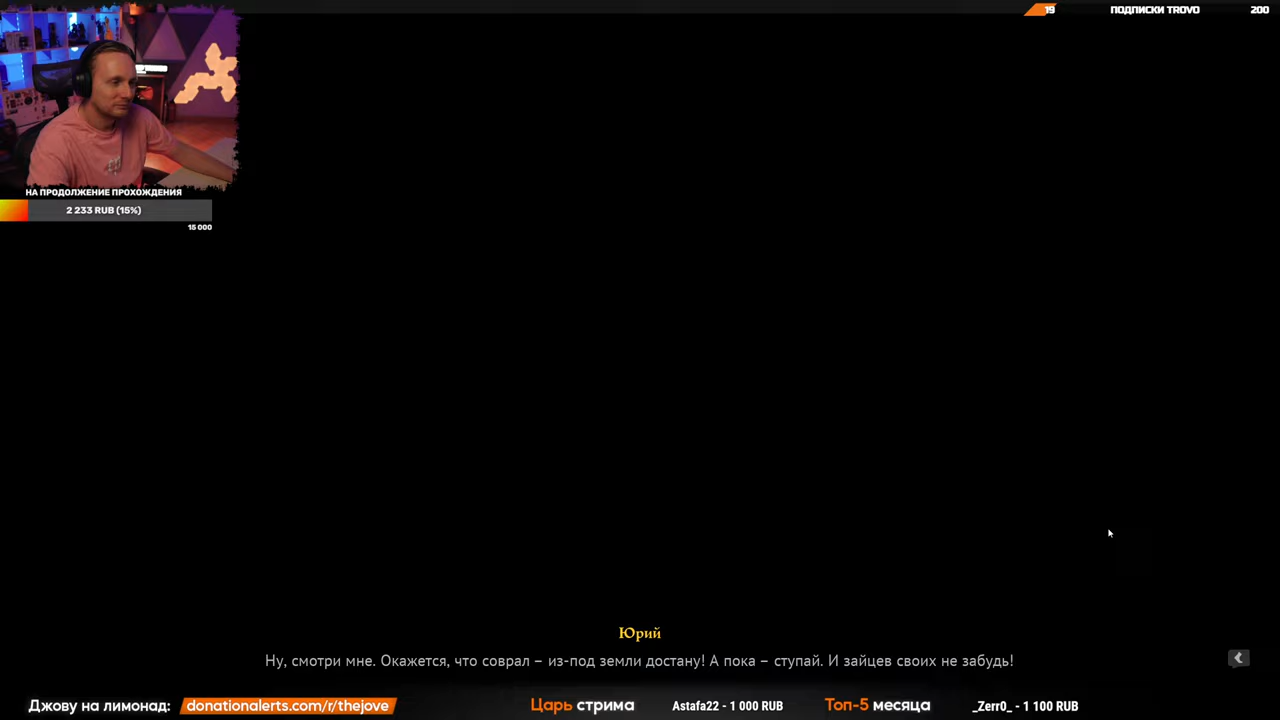 19 ПОДПИСКИ TROVO 200
НА ПРОДОЛЖЕНИЕ ПРОХОЖДЕНИЯ
2 233 RUB (15%)
15 000
Юрий
Ну, смотри мне. Окажется, что соврал – из-под земли достану! А пока – ступай. И зайцев своих не забудь!
Джову на лимонад: donationalerts.com/r/thejove Царь стрима Astafa22 - 1 000 RUB Топ-5 месяца _Zerr0_ - 1 100 RUB